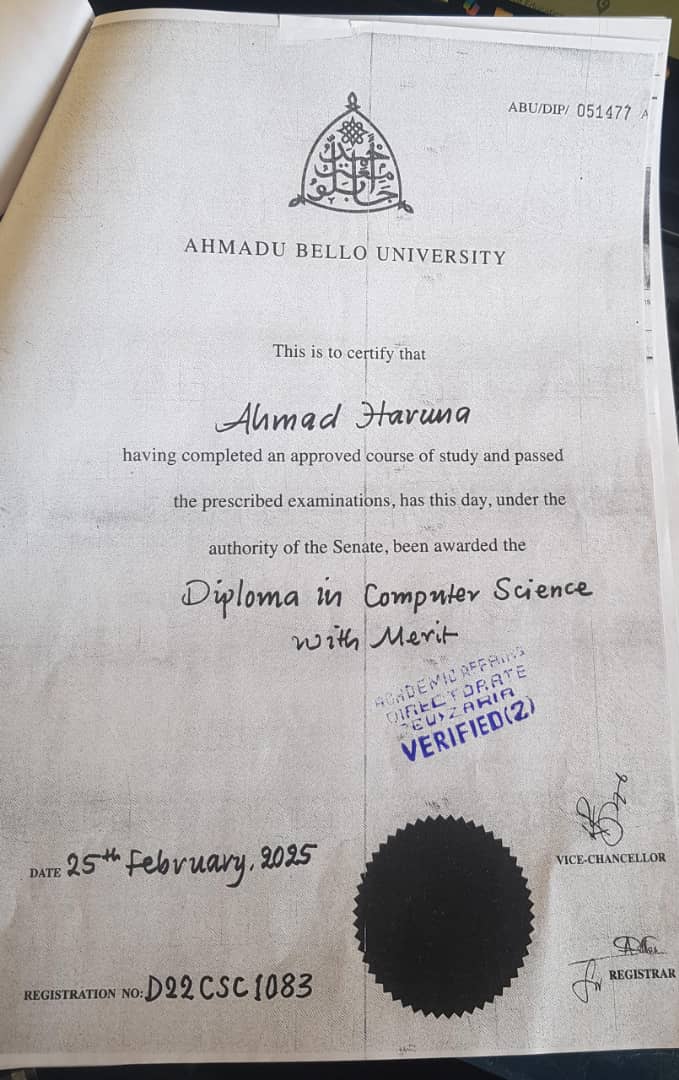 ABU/DIP/ 051477 A
AHMADU BELLO UNIVERSITY
This is to certify that
Ahmad Haruna
having completed an approved course of study and passed
the prescribed examinations, has this day, under the
authority of the Senate, been awarded the
Diploma in Computer Science
with Merit
ACADEMIC AFFAIRS
DIRECTORATE
ZARIA
VERIFIED(2)
DATE 25th February, 2025
VICE-CHANCELLOR
REGISTRATION NO: D22CSC1083
REGISTRAR